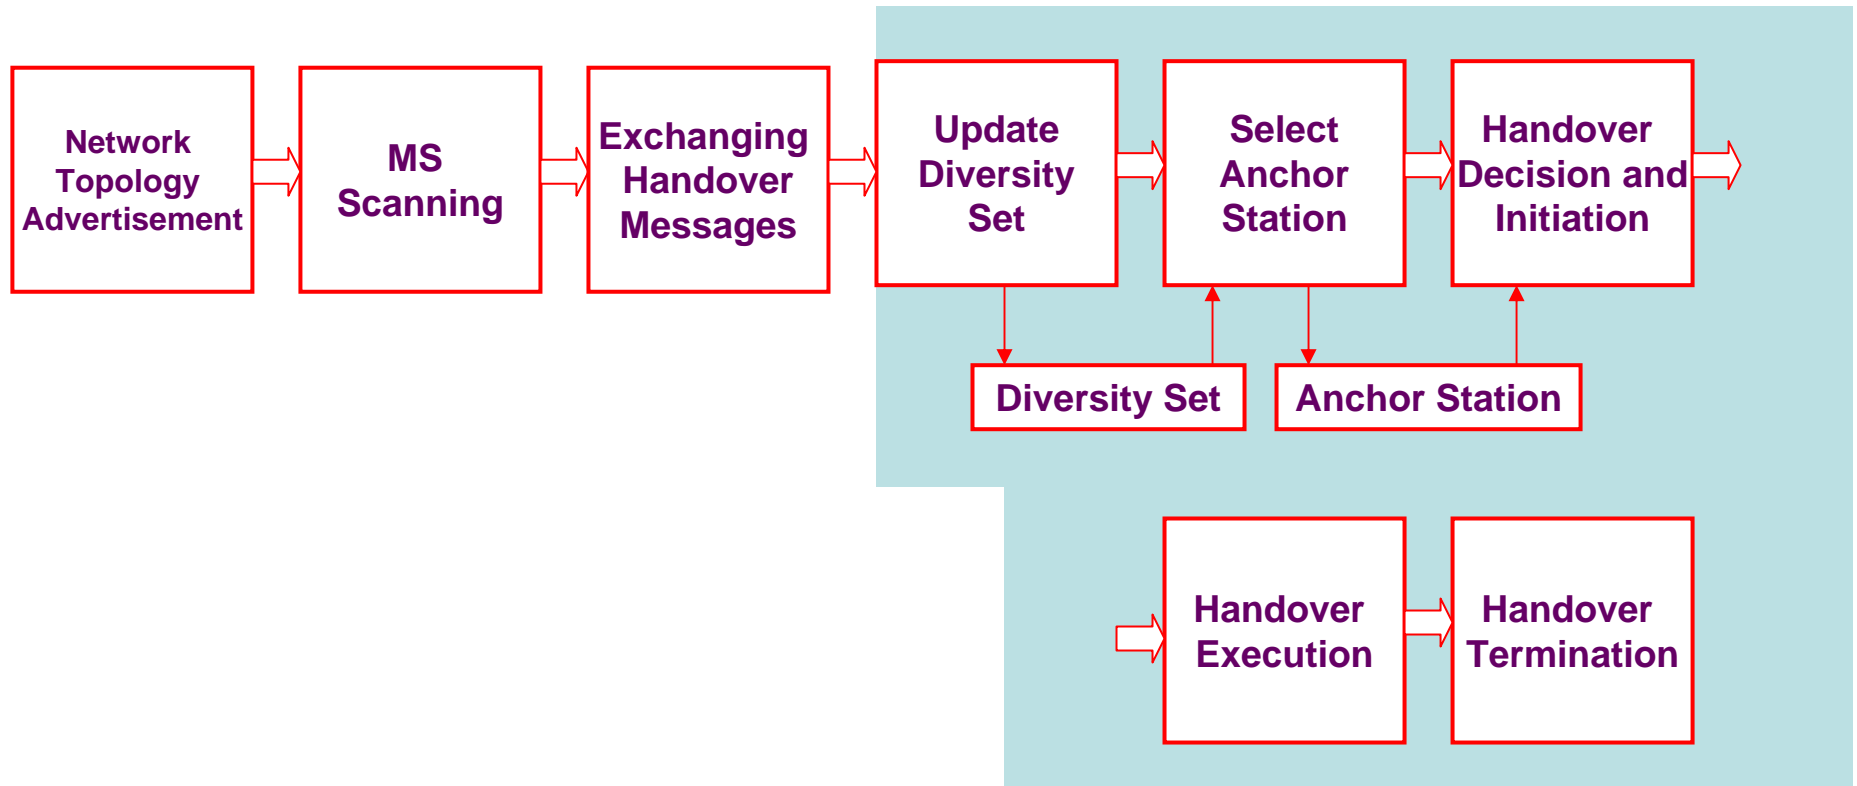 Network
Topology
Advertisement
MS
Scanning
Exchanging
Handover
Messages
Update
Diversity
Set
Select
Anchor
Station
Handover
Decision and
Initiation
Diversity Set
Anchor Station
Handover
Execution
Handover
Termination